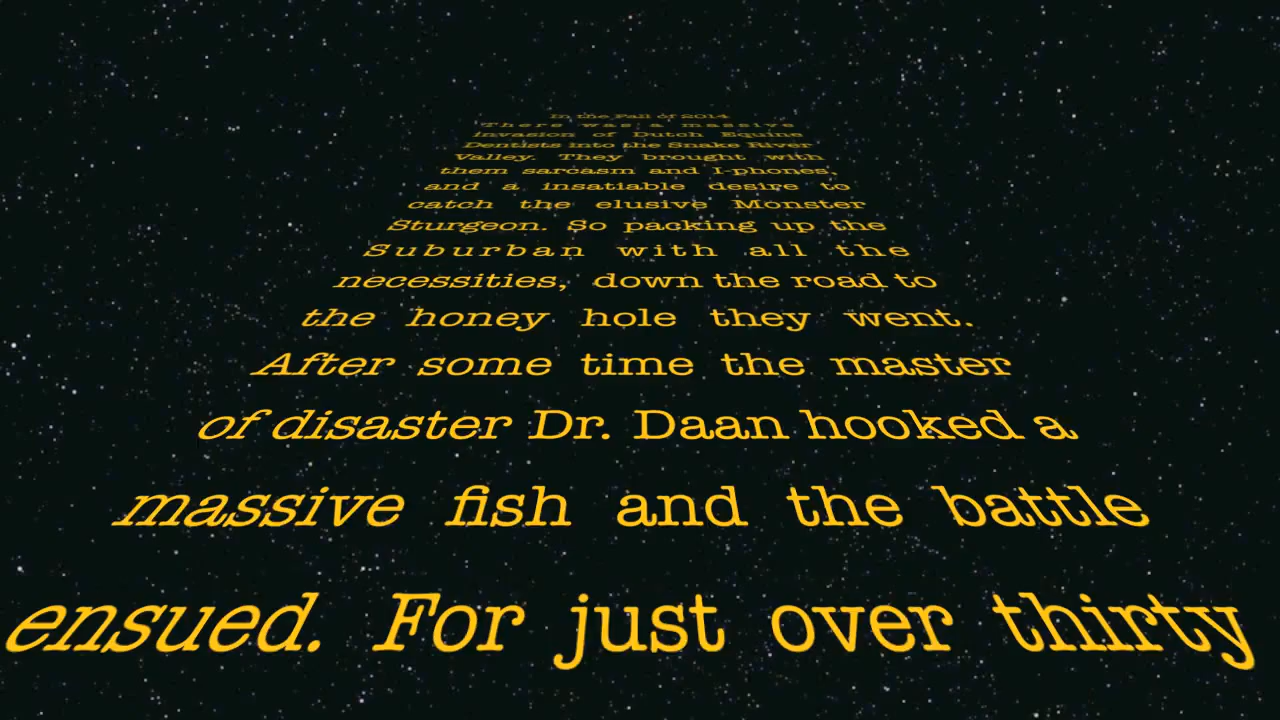 In the Fall of 2014
There was a massive
invasion of Dutch Equine
Dentists into the Snake River
Valley. They brought with
them sarcasm and I-phones,
and a insatiable desire to
catch the elusive Monster
Sturgeon. So packing up the
Suburban with all the
necessities, down the road to
the honey hole they went.
After some time the master
of disaster Dr. Daan hooked a
massive fish and the battle
ensued. For just over thirty